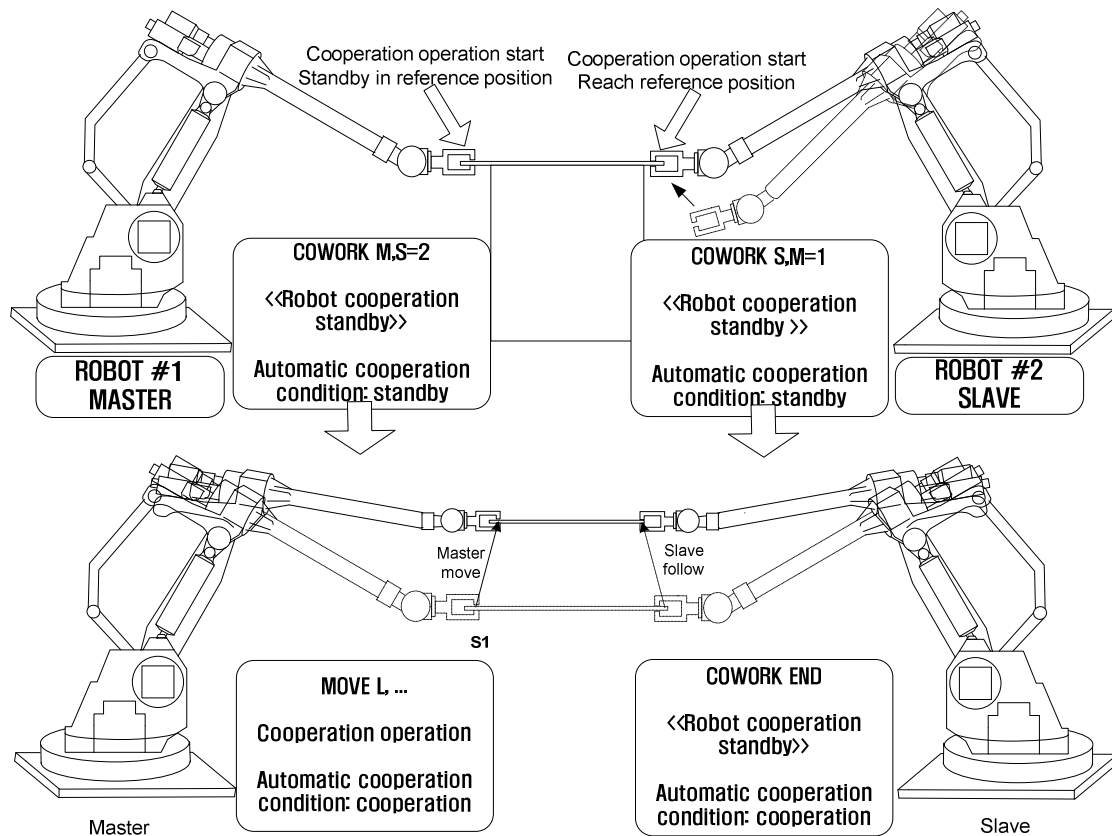 Cooperation operation start
Standby in reference position
Cooperation operation start
Reach reference position
COWORK M,S=2
<<Robot cooperation
standby>>
Automatic cooperation
condition: standby
COWORK S,M=1
<<Robot cooperation
standby >>
Automatic cooperation
condition: standby
ROBOT #1
MASTER
ROBOT #2
SLAVE
Master
move
Slave
follow
S1
MOVE L, ...
Cooperation operation
Automatic cooperation
condition: cooperation
COWORK END
<<Robot cooperation
standby>>
Automatic cooperation
condition: cooperation
Master
Slave